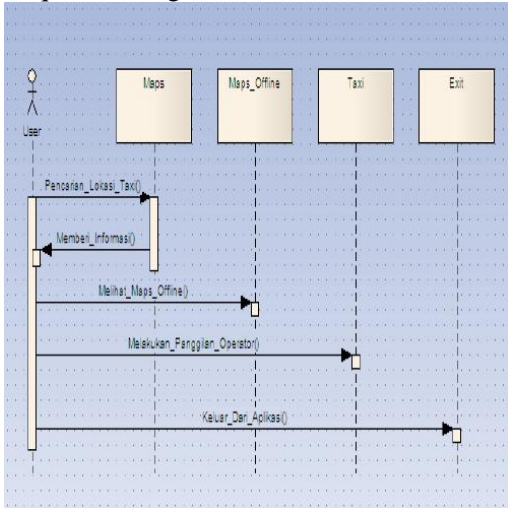 User
Maps
Maps_Offline
Taxi
Exit
Pencarian_Lokasi_Taxi()
Memberi_Informasi()
Melihat_Maps_Offline()
Melakukan_Panggilan_Operator()
Keluar_Dari_Aplikasi()